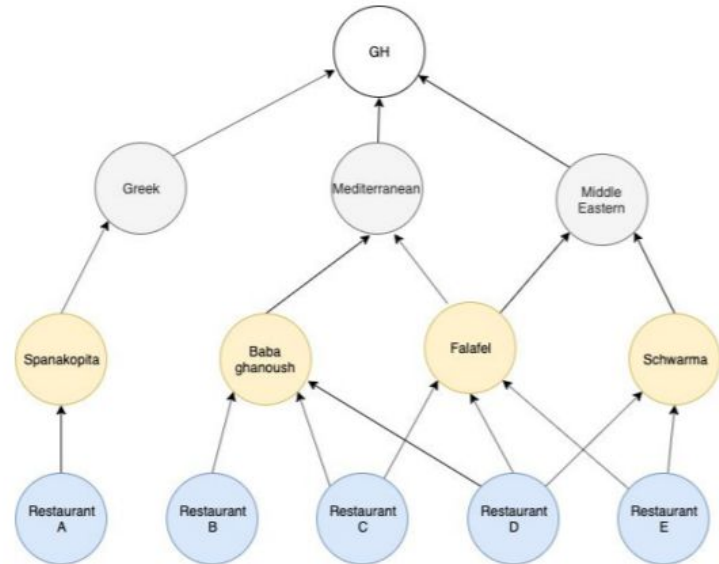 GH
Greek
Mediterranean
Middle
Eastern
Spanakopita
Baba
ghanoush
Falafel
Schwarma
Restaurant
A
Restaurant
B
Restaurant
C
Restaurant
D
Restaurant
E